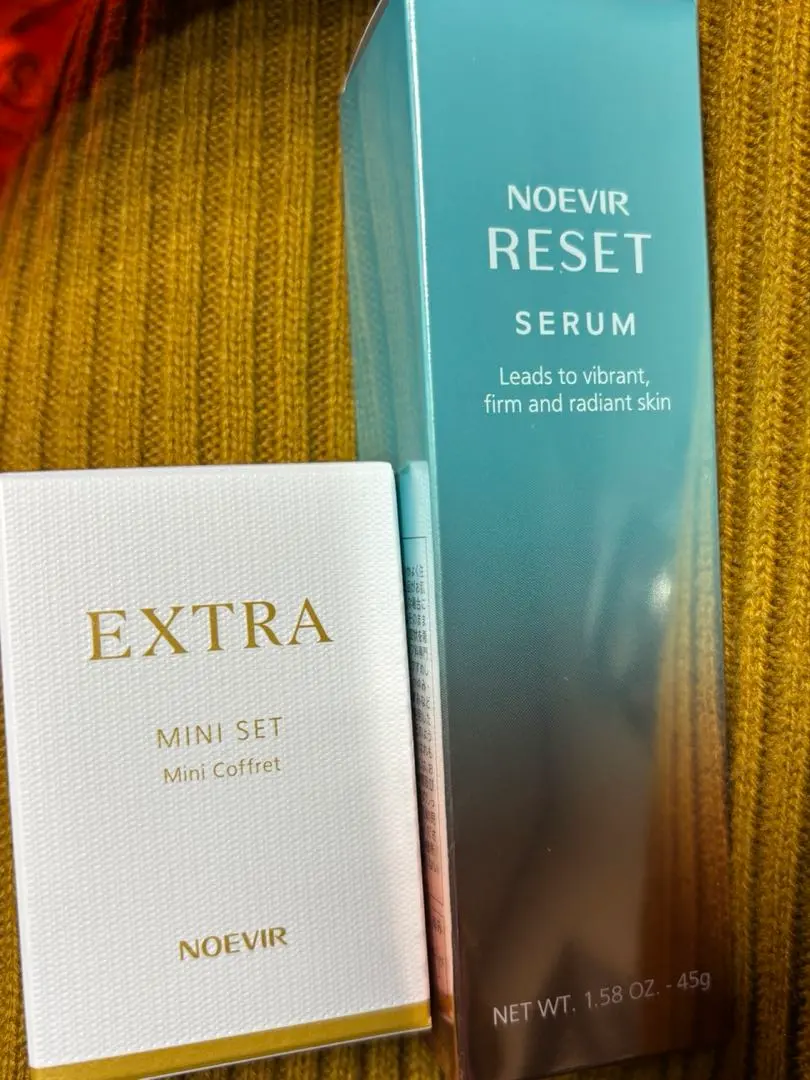 NOEVIR
RESET
SERUM
Leads to vibrant,
firm and radiant skin
NET WT. 1.58 OZ. - 45g
EXTRA
MINI SET
Mini Coffret
NOEVIR